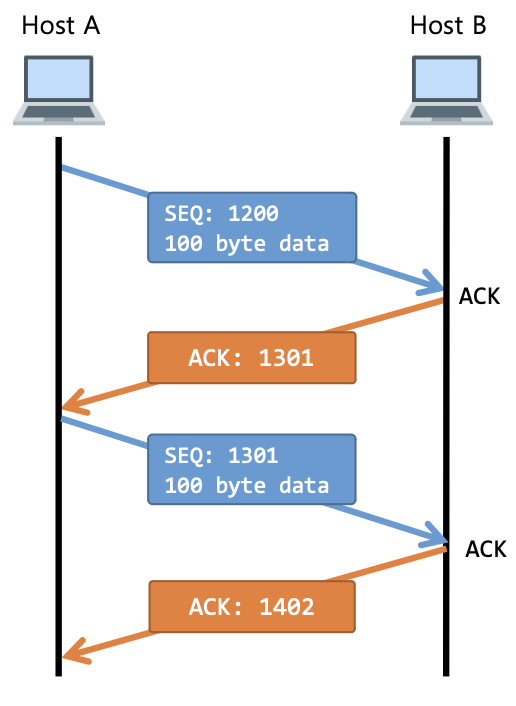 Host A
Host B
SEQ: 1200
100 byte data
ACK
ACK: 1301
SEQ: 1301
100 byte data
ACK
ACK: 1402